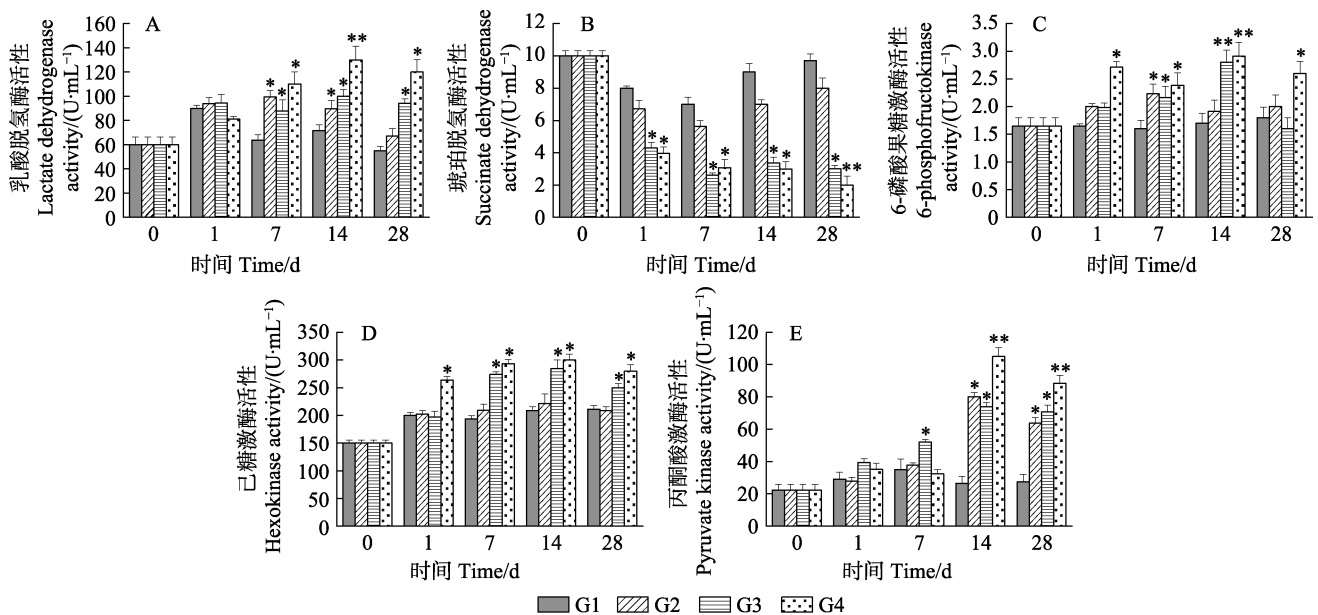 A
乳酸脱氢酶活性
Lactate dehydrogenase
activity/(U·mL⁻¹)
160
140
120
100
80
60
40
20
0
* * * * * ** * *
0 1 7 14 28
时间 Time/d
B
琥珀脱氢酶活性
Succinate dehydrogenase
activity/(U·mL⁻¹)
12
10
8
6
4
2
0
* * * * * * * **
0 1 7 14 28
时间 Time/d
C
6-磷酸果糖激酶活性
6-phosphofructokinase
activity/(U·mL⁻¹)
3.5
3.0
2.5
2.0
1.5
1.0
0.5
0
* * * * ** ** *
0 1 7 14 28
时间 Time/d
D
己糖激酶活性
Hexokinase activity/(U·mL⁻¹)
350
300
250
200
150
100
50
0
* * * * * * *
0 1 7 14 28
时间 Time/d
E
丙酮酸激酶活性
Pyruvate kinase activity/(U·mL⁻¹)
120
100
80
60
40
20
0
* * * ** * * **
0 1 7 14 28
时间 Time/d
G1 G2 G3 G4